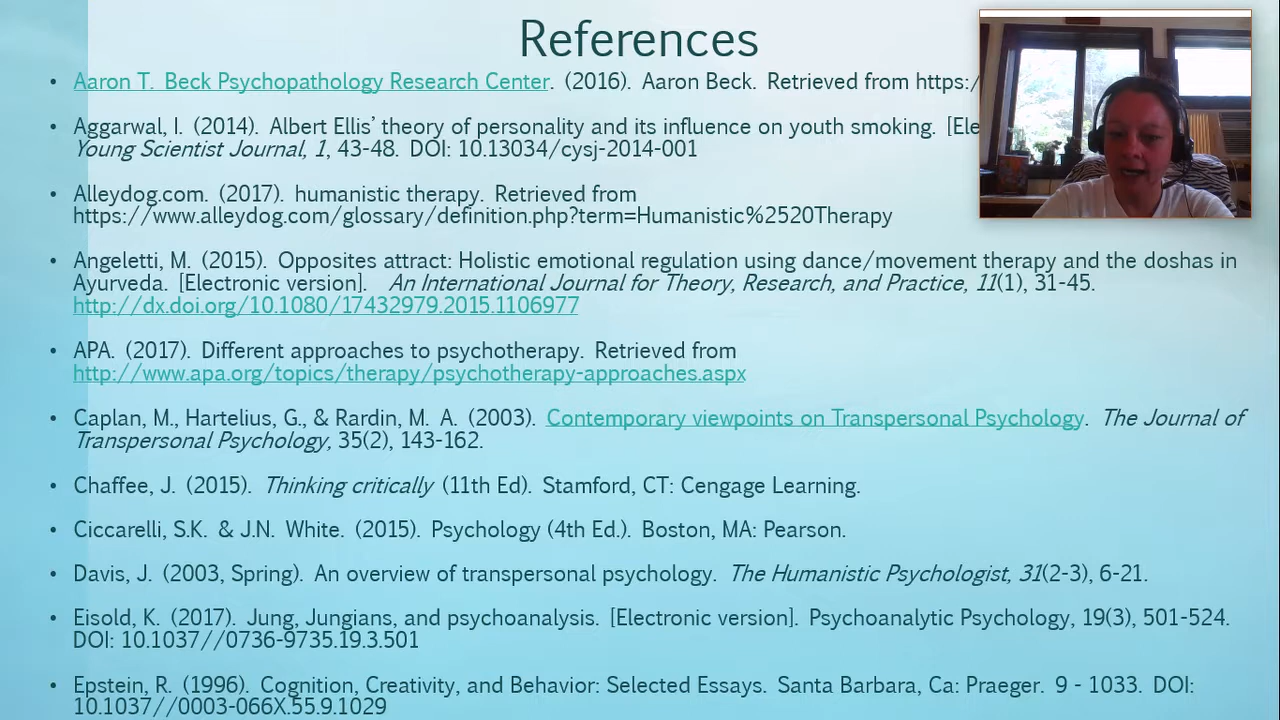 References
• Aaron T. Beck Psychopathology Research Center. (2016). Aaron Beck. Retrieved from https:/
• Aggarwal, I. (2014). Albert Ellis' theory of personality and its influence on youth smoking. [Ele
Young Scientist Journal, 1, 43-48. DOI: 10.13034/cysj-2014-001
• Alleydog.com. (2017). humanistic therapy. Retrieved from
https://www.alleydog.com/glossary/definition.php?term=Humanistic%2520Therapy
• Angeletti, M. (2015). Opposites attract: Holistic emotional regulation using dance/movement therapy and the doshas in
Ayurveda. [Electronic version]. An International Journal for Theory, Research, and Practice, 11(1), 31-45.
http://dx.doi.org/10.1080/17432979.2015.1106977
• APA. (2017). Different approaches to psychotherapy. Retrieved from
http://www.apa.org/topics/therapy/psychotherapy-approaches.aspx
• Caplan, M., Hartelius, G., & Rardin, M. A. (2003). Contemporary viewpoints on Transpersonal Psychology. The Journal of
Transpersonal Psychology, 35(2), 143-162.
• Chaffee, J. (2015). Thinking critically (11th Ed). Stamford, CT: Cengage Learning.
• Ciccarelli, S.K. & J.N. White. (2015). Psychology (4th Ed.). Boston, MA: Pearson.
• Davis, J. (2003, Spring). An overview of transpersonal psychology. The Humanistic Psychologist, 31(2-3), 6-21.
• Eisold, K. (2017). Jung, Jungians, and psychoanalysis. [Electronic version]. Psychoanalytic Psychology, 19(3), 501-524.
DOI: 10.1037//0736-9735.19.3.501
• Epstein, R. (1996). Cognition, Creativity, and Behavior: Selected Essays. Santa Barbara, Ca: Praeger. 9 - 1033. DOI:
10.1037//0003-066X.55.9.1029